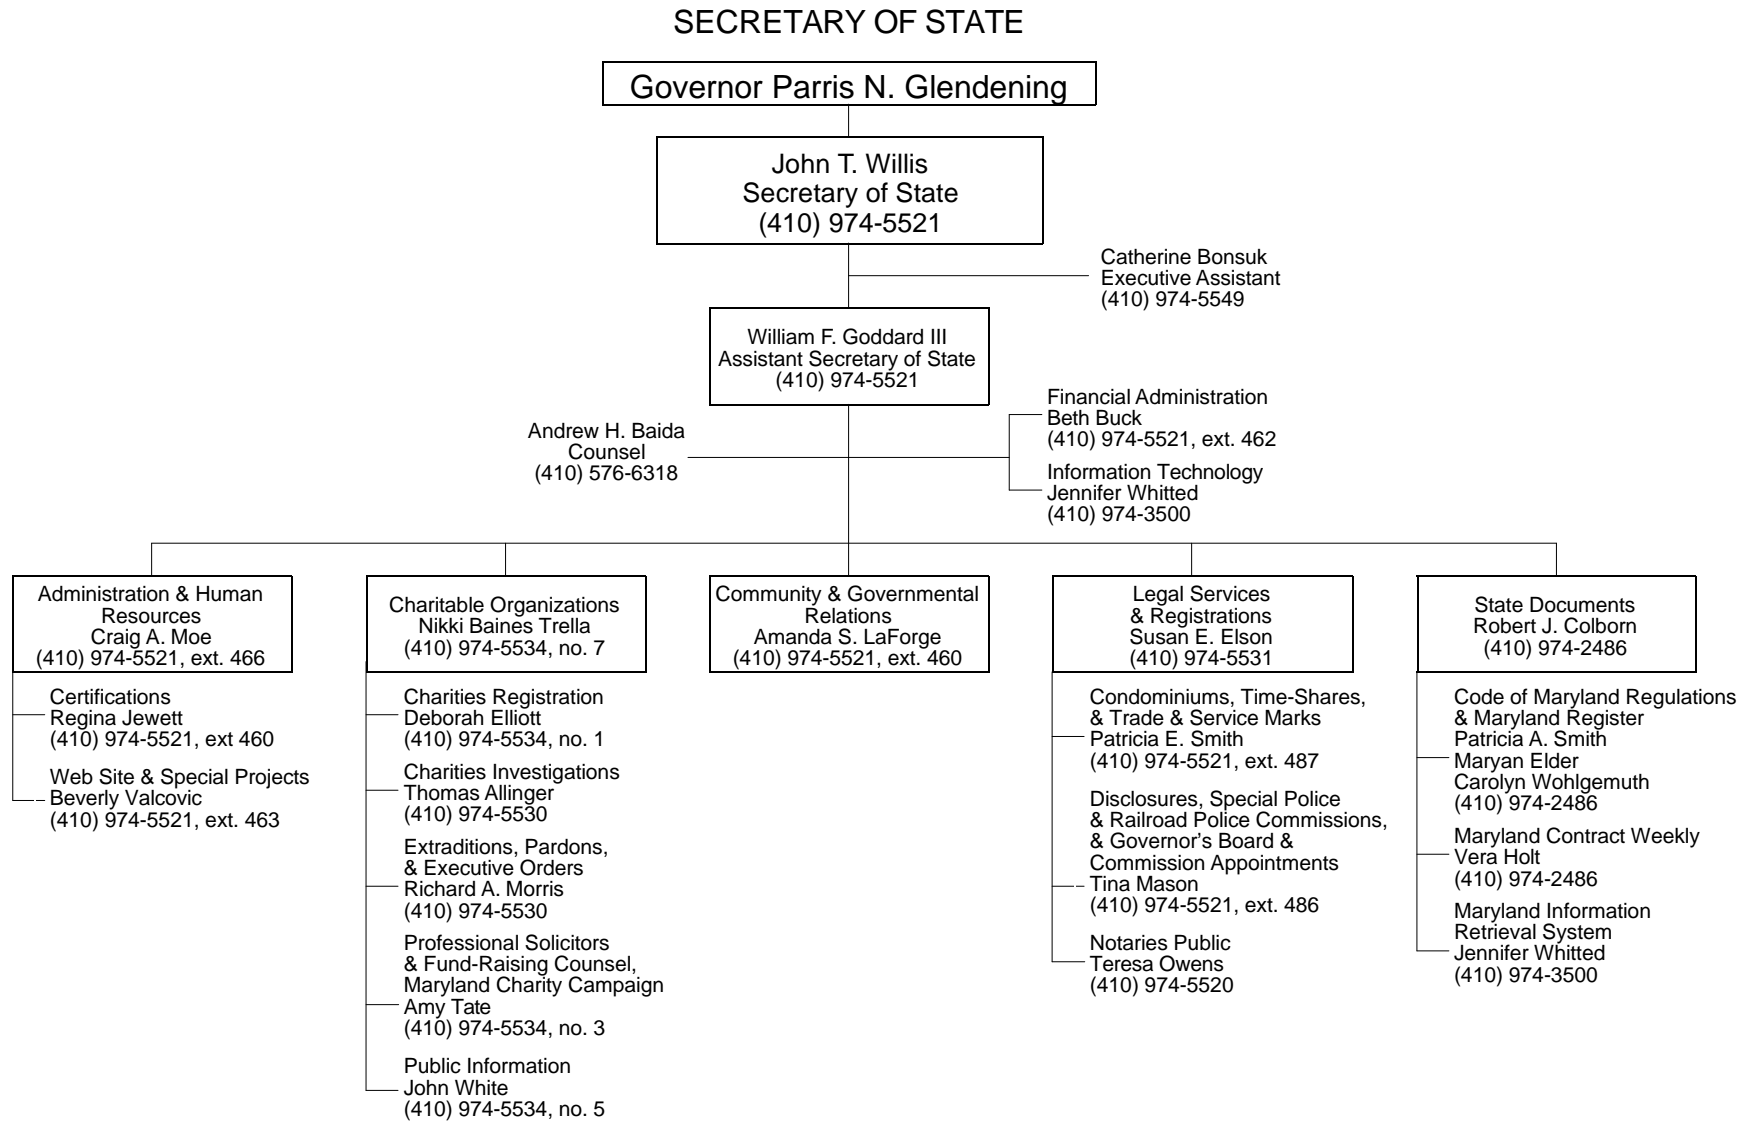 SECRETARY OF STATE
Governor Parris N. Glendening
John T. Willis
Secretary of State
(410) 974-5521
Catherine Bonsuk
Executive Assistant
(410) 974-5549
William F. Goddard III
Assistant Secretary of State
(410) 974-5521
Andrew H. Baida
Counsel
(410) 576-6318
Financial Administration
Beth Buck
(410) 974-5521, ext. 462
Information Technology
Jennifer Whitted
(410) 974-3500
Administration & Human
Resources
Craig A. Moe
(410) 974-5521, ext. 466
Certifications
Regina Jewett
(410) 974-5521, ext 460
Web Site & Special Projects
Beverly Valcovic
(410) 974-5521, ext. 463
Charitable Organizations
Nikki Baines Trella
(410) 974-5534, no. 7
Charities Registration
Deborah Elliott
(410) 974-5534, no. 1
Charities Investigations
Thomas Allinger
(410) 974-5530
Extraditions, Pardons,
& Executive Orders
Richard A. Morris
(410) 974-5530
Professional Solicitors
& Fund-Raising Counsel,
Maryland Charity Campaign
Amy Tate
(410) 974-5534, no. 3
Public Information
John White
(410) 974-5534, no. 5
Community & Governmental
Relations
Amanda S. LaForge
(410) 974-5521, ext. 460
Legal Services
& Registrations
Susan E. Elson
(410) 974-5531
Condominiums, Time-Shares,
& Trade & Service Marks
Patricia E. Smith
(410) 974-5521, ext. 487
Disclosures, Special Police
& Railroad Police Commissions,
& Governor's Board &
Commission Appointments
Tina Mason
(410) 974-5521, ext. 486
Notaries Public
Teresa Owens
(410) 974-5520
State Documents
Robert J. Colborn
(410) 974-2486
Code of Maryland Regulations
& Maryland Register
Patricia A. Smith
Maryan Elder
Carolyn Wohlgemuth
(410) 974-2486
Maryland Contract Weekly
Vera Holt
(410) 974-2486
Maryland Information
Retrieval System
Jennifer Whitted
(410) 974-3500